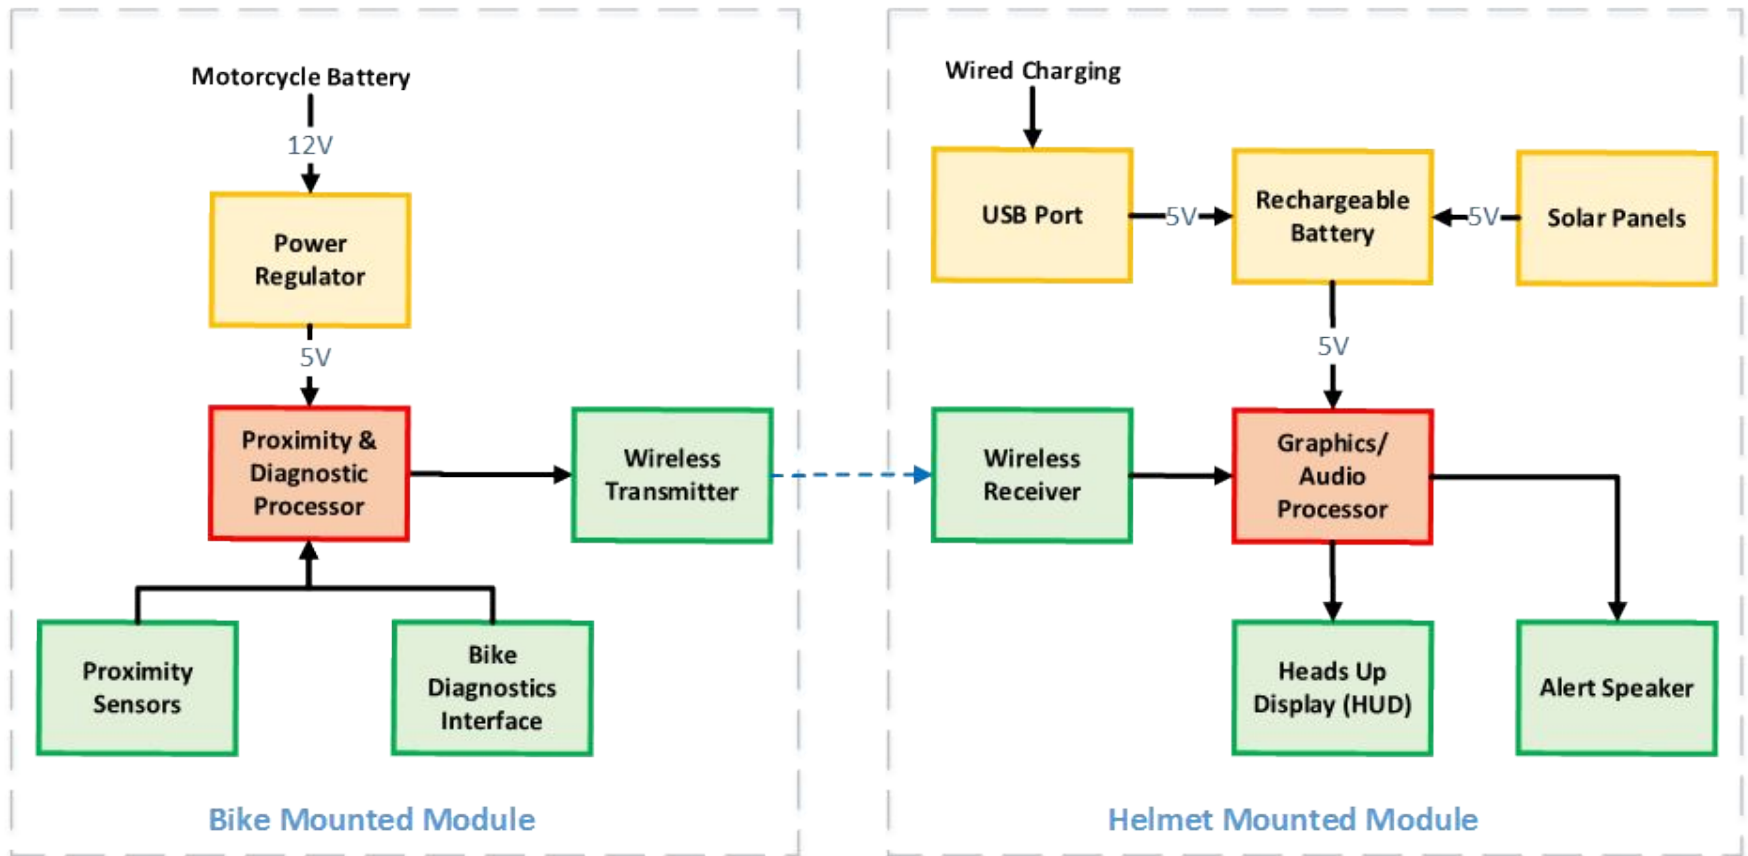 Motorcycle Battery
12V
Power
Regulator
5V
Proximity &
Diagnostic
Processor
Wireless
Transmitter
Proximity
Sensors
Bike
Diagnostics
Interface
Bike Mounted Module
Wired Charging
USB Port
5V
Rechargeable
Battery
5V
Solar Panels
5V
Wireless
Receiver
Graphics/
Audio
Processor
Heads Up
Display (HUD)
Alert Speaker
Helmet Mounted Module